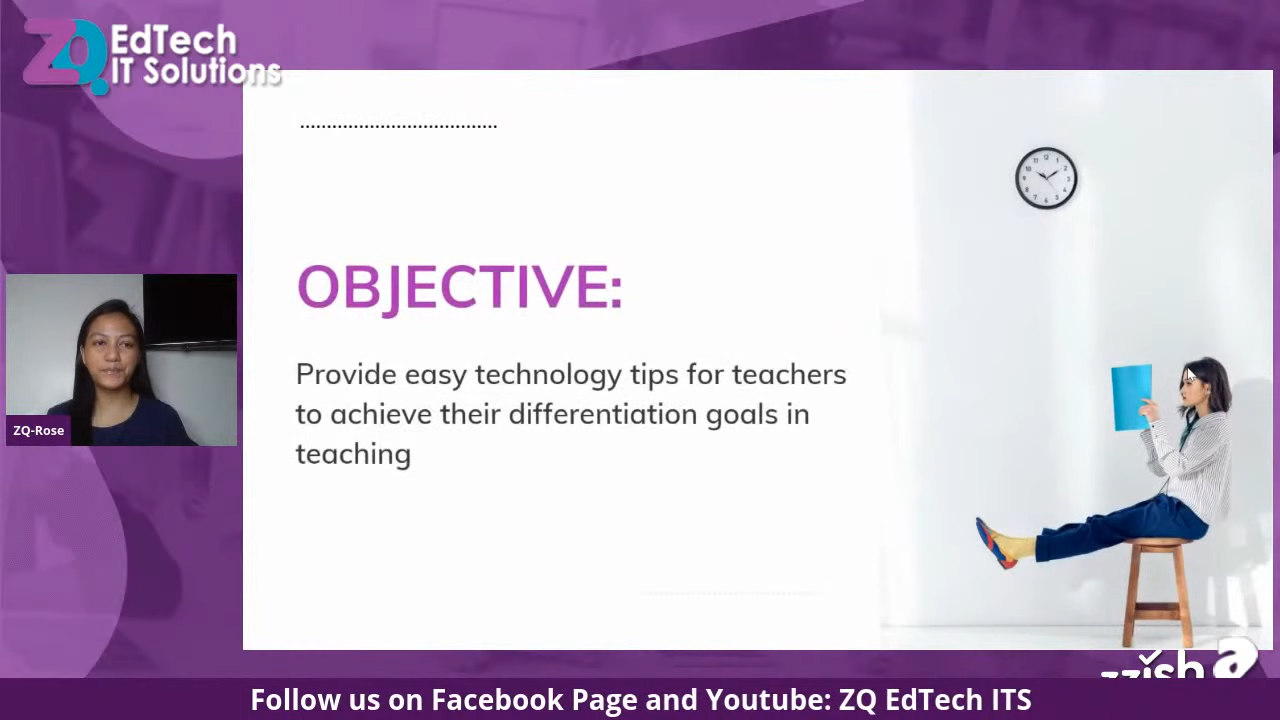 ZQ EdTech
IT Solutions
OBJECTIVE:
Provide easy technology tips for teachers
to achieve their differentiation goals in
teaching
ZQ-Rose
zzish a
Follow us on Facebook Page and Youtube: ZQ EdTech ITS